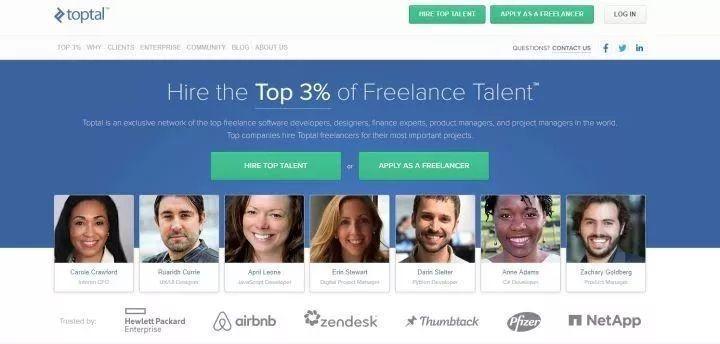 toptal™
HIRE TOP TALENT
APPLY AS A FREELANCER
LOG IN
TOP 3% WHY CLIENTS ENTERPRISE COMMUNITY BLOG ABOUT US
QUESTIONS? CONTACT US
Hire the Top 3% of Freelance Talent™
Toptal is an exclusive network of the top freelance software developers, designers, finance experts, product managers, and project managers in the world.
Top companies hire Toptal freelancers for their most important projects.
HIRE TOP TALENT or APPLY AS A FREELANCER
Carole Crawford
Interim CFO
Ruaridh Currie
UX/UI Designer
April Leone
JavaScript Developer
Erin Stewart
Digital Project Manager
Darin Sleiter
Python Developer
Anne Adams
C# Developer
Zachary Goldberg
Product Manager
Trusted by:
Hewlett Packard
Enterprise
airbnb
zendesk
Thumbtack
Pfizer
NetApp